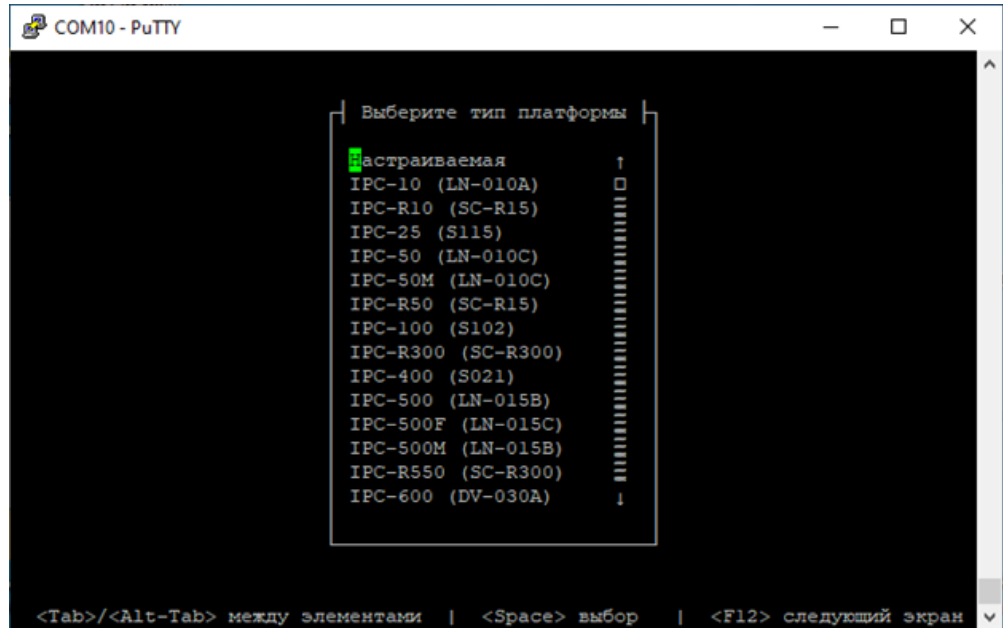 COM10 - PuTTY
Выберите тип платформы
Настраиваемая
IPC-10 (LN-010A)
IPC-R10 (SC-R15)
IPC-25 (S115)
IPC-50 (LN-010C)
IPC-50M (LN-010C)
IPC-R50 (SC-R15)
IPC-100 (S102)
IPC-R300 (SC-R300)
IPC-400 (S021)
IPC-500 (LN-015B)
IPC-500F (LN-015C)
IPC-500M (LN-015B)
IPC-R550 (SC-R300)
IPC-600 (DV-030A)
<Tab>/<Alt-Tab> между элементами | <Space> выбор | <F12> следующий экран